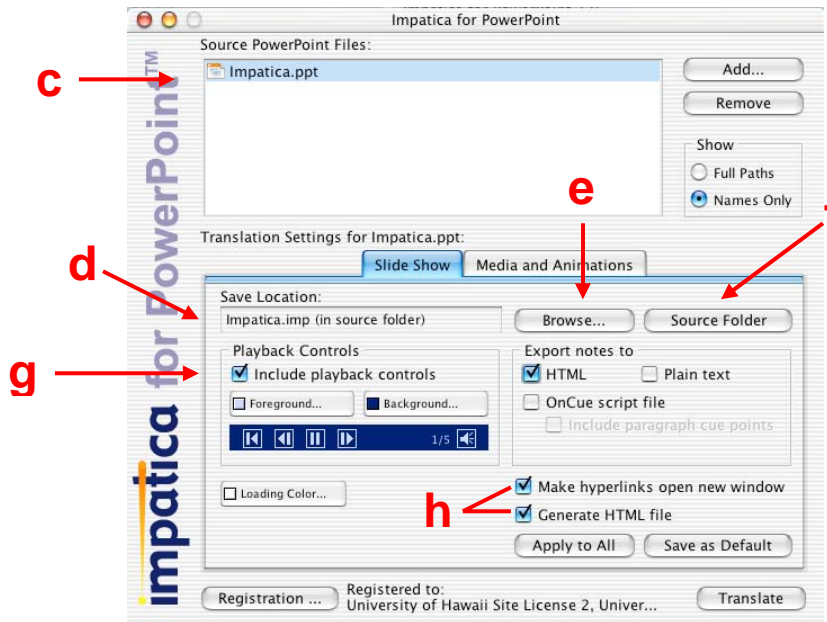 Impatica for PowerPoint
Source PowerPoint Files:
c
Impatica.ppt
Add...
Remove
Show
Full Paths
Names Only
e
Translation Settings for Impatica.ppt:
d
Slide Show
Media and Animations
Save Location:
Impatica.imp (in source folder)
Browse...
Source Folder
g
Playback Controls
Include playback controls
Foreground...
Background...
1/5
Export notes to
HTML
Plain text
OnCue script file
Include paragraph cue points
Loading Color...
h
Make hyperlinks open new window
Generate HTML file
Apply to All
Save as Default
Registration ...
Registered to:
University of Hawaii Site License 2, Univer...
Translate
impatica for PowerPoint™